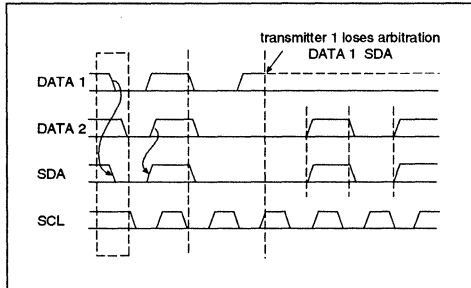 transmitter 1 loses arbitration
DATA 1 SDA
DATA 1
DATA 2
SDA
SCL